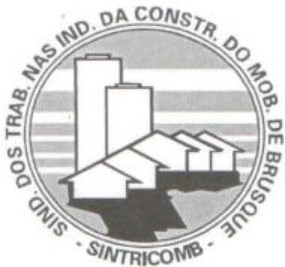 SIND. DOS TRAB. NAS IND. DA CONSTR. DO MOB. DE BRUSQUE
- SINTRICOMB -